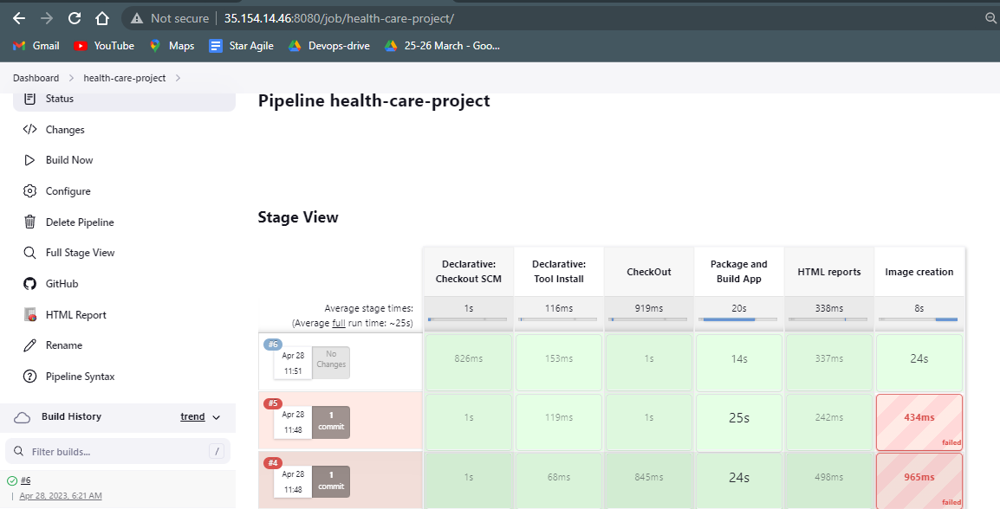 Not secure
35.154.14.46:8080/job/health-care-project/
Gmail
YouTube
Maps
Star Agile
Devops-drive
25-26 March - Goo...
Dashboard
health-care-project
Status
Changes
Build Now
Configure
Delete Pipeline
Full Stage View
GitHub
HTML Report
Rename
Pipeline Syntax
Build History
trend
Filter builds...
/
#6
Apr 28, 2023, 6:21 AM
Pipeline health-care-project
Stage View
Declarative:
Checkout SCM
Declarative:
Tool Install
CheckOut
Package and
Build App
HTML reports
Image creation
Average stage times:
(Average full run time: ~25s)
1s
116ms
919ms
20s
338ms
8s
#6
Apr 28
11:51
No
Changes
826ms
153ms
1s
14s
337ms
24s
#5
Apr 28
11:48
1
commit
1s
119ms
1s
25s
242ms
434ms
failed
#4
Apr 28
11:48
1
commit
1s
68ms
845ms
24s
498ms
965ms
failed